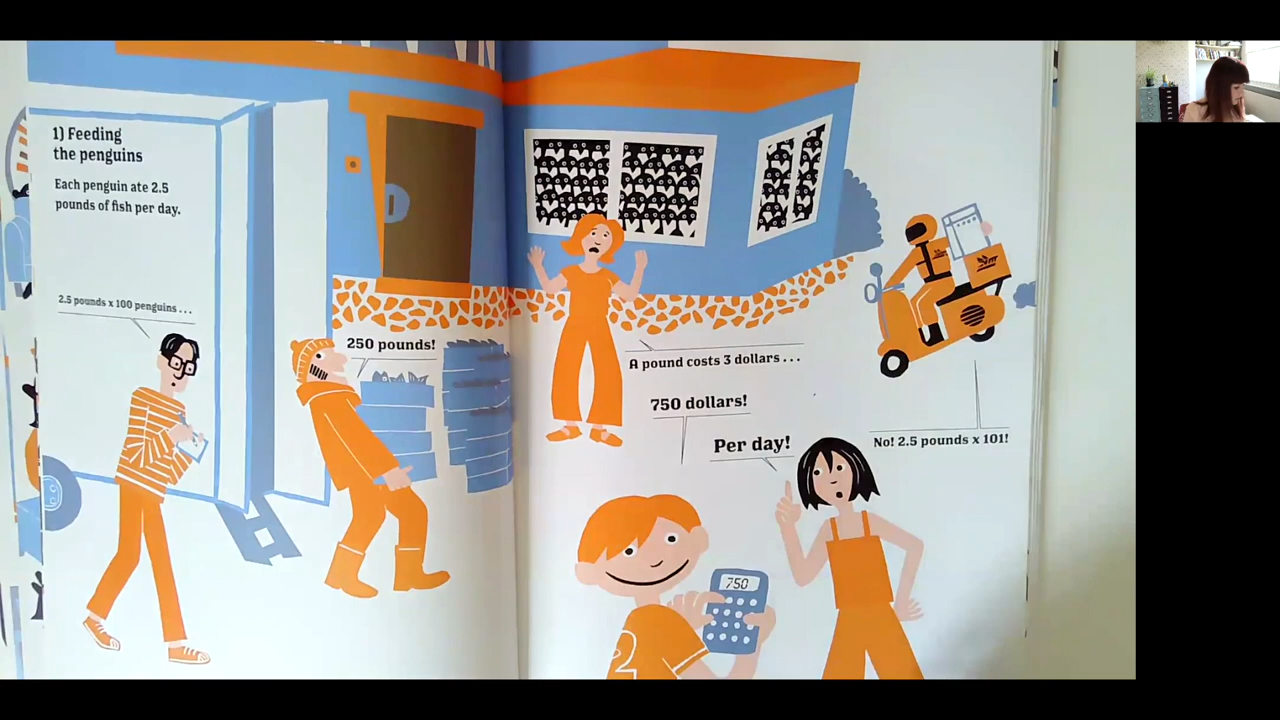 1) Feeding
the penguins
Each penguin ate 2.5
pounds of fish per day.
2.5 pounds x 100 penguins . . .
250 pounds!
A pound costs 3 dollars . . .
750 dollars!
Per day!
No! 2.5 pounds x 101!
750
2